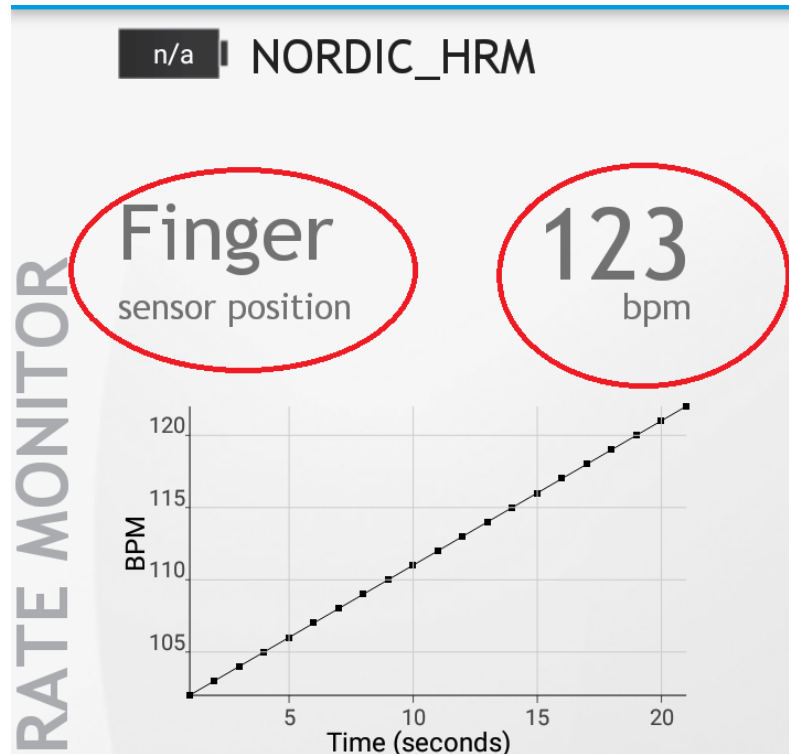 n/a NORDIC_HRM
Finger
sensor position
123
bpm
RATE MONITOR
120
115
110
105
BPM
5 10 15 20
Time (seconds)